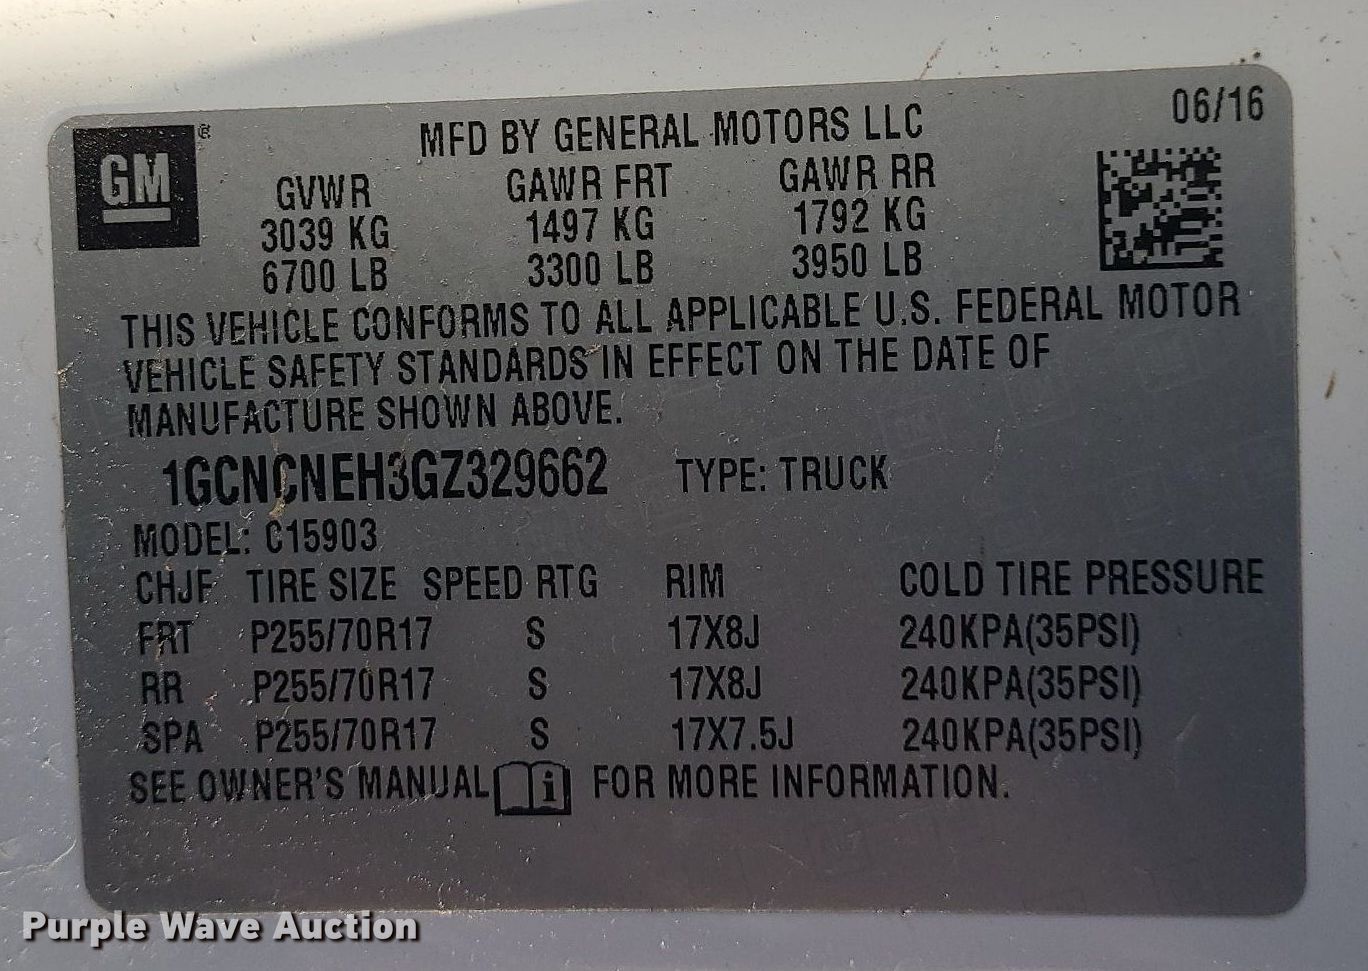 06/16
GM
MFD BY GENERAL MOTORS LLC
GVWR GAWR FRT GAWR RR
3039 KG 1497 KG 1792 KG
6700 LB 3300 LB 3950 LB
THIS VEHICLE CONFORMS TO ALL APPLICABLE U.S. FEDERAL MOTOR
VEHICLE SAFETY STANDARDS IN EFFECT ON THE DATE OF
MANUFACTURE SHOWN ABOVE.
1GCNCNEH3GZ329662 TYPE: TRUCK
MODEL: C15903
CHJF TIRE SIZE SPEED RTG RIM COLD TIRE PRESSURE
FRT P255/70R17 S 17X8J 240KPA(35PSI)
RR P255/70R17 S 17X8J 240KPA(35PSI)
SPA P255/70R17 S 17X7.5J 240KPA(35PSI)
SEE OWNER'S MANUAL i FOR MORE INFORMATION.
Purple Wave Auction